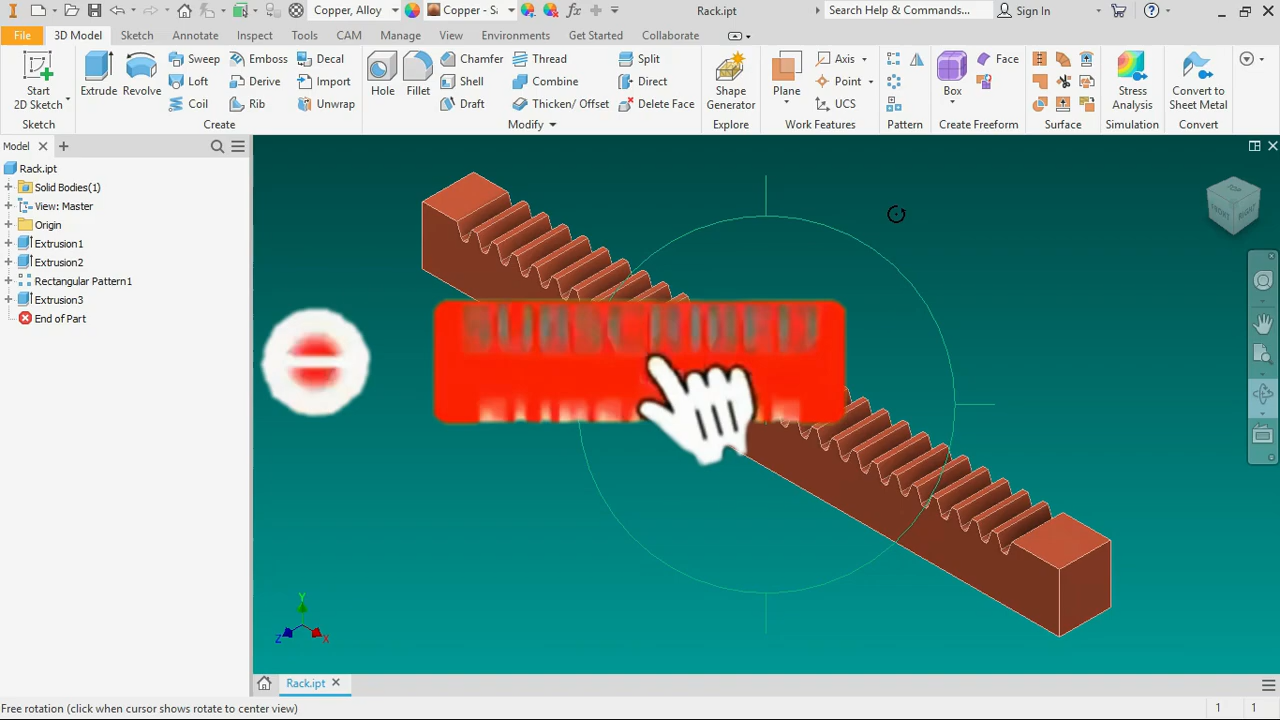 Copper, Alloy
Copper - Sa
Rack.ipt
Search Help & Commands...
Sign In
File
3D Model
Sketch
Annotate
Inspect
Tools
CAM
Manage
View
Environments
Get Started
Collaborate
Start
2D Sketch
Sketch
Extrude
Revolve
Sweep
Emboss
Decal
Loft
Derive
Import
Coil
Rib
Unwrap
Create
Hole
Fillet
Chamfer
Thread
Split
Shell
Combine
Direct
Draft
Thicken/ Offset
Delete Face
Modify
Shape
Generator
Explore
Plane
Axis
Point
UCS
Work Features
Pattern
Box
Face
Create Freeform
Surface
Stress
Analysis
Simulation
Convert to
Sheet Metal
Convert
Model
Rack.ipt
Solid Bodies(1)
View: Master
Origin
Extrusion1
Extrusion2
Rectangular Pattern1
Extrusion3
End of Part
FRONT
RIGHT
SUBSCRIBED
Y
Z
X
Rack.ipt
Free rotation (click when cursor shows rotate to center view)
1
1